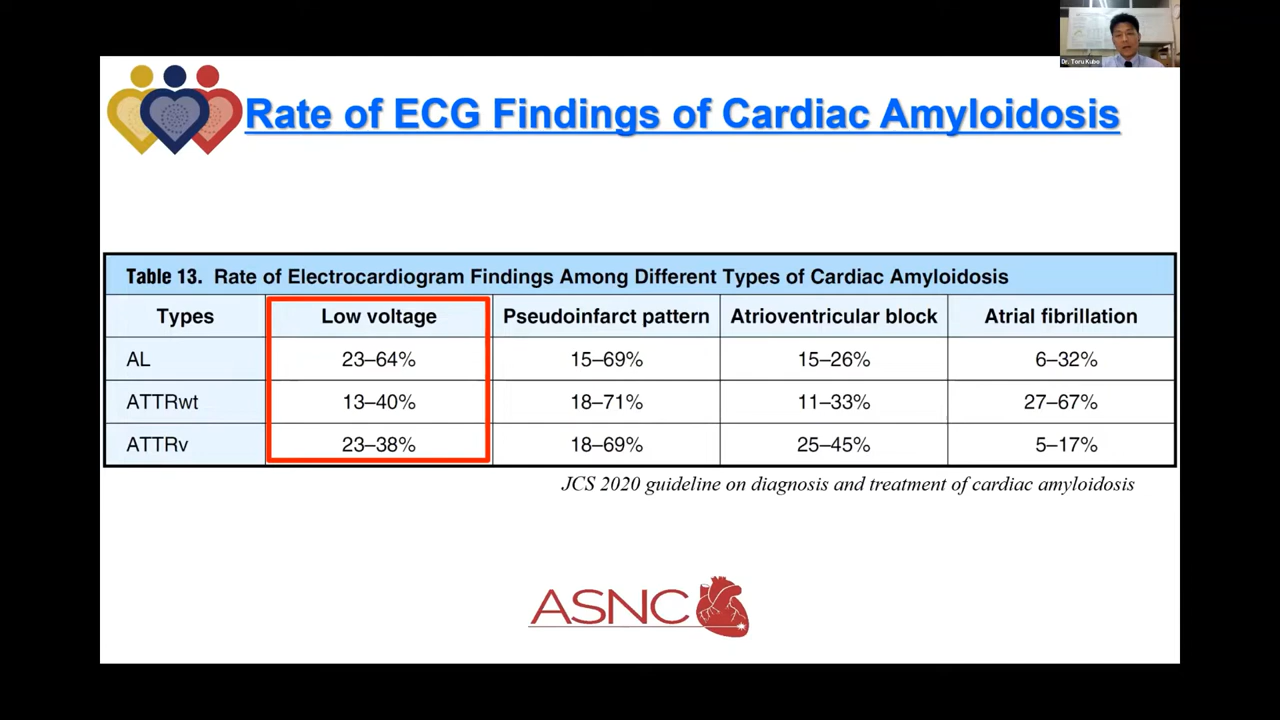 Dr. Toru Kubo
Rate of ECG Findings of Cardiac Amyloidosis
Table 13. Rate of Electrocardiogram Findings Among Different Types of Cardiac Amyloidosis
Types Low voltage Pseudoinfarct pattern Atrioventricular block Atrial fibrillation
AL 23–64% 15–69% 15–26% 6–32%
ATTRwt 13–40% 18–71% 11–33% 27–67%
ATTRv 23–38% 18–69% 25–45% 5–17%
JCS 2020 guideline on diagnosis and treatment of cardiac amyloidosis
ASNC